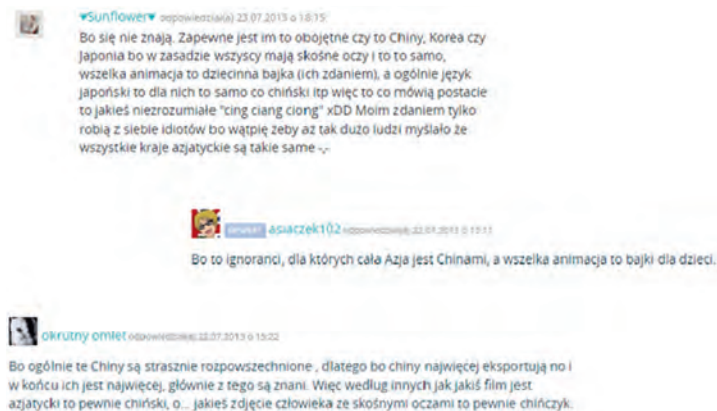 ♥Sunflower♥ odpowiedział(a) 23.07.2013 o 18:15
Bo się nie znają. Zapewne jest im to obojętne czy to Chiny, Korea czy
Japonia bo w zasadzie wszyscy mają skośne oczy i to to samo,
wszelka animacja to dziecinna bajka (ich zdaniem), a ogólnie język
japoński to dla nich to samo co chiński itp więc to co mówią postacie
to jakieś niezrozumiałe "cing ciang ciong" xDD Moim zdaniem tylko
robią z siebie idiotów bo wątpię żeby aż tak dużo ludzi myślało że
wszystkie kraje azjatyckie są takie same -,-
asiaczek102 odpowiedział(a) 22.07.2013 o
Bo to ignoranci, dla których cała Azja jest Chinami, a wszelka animacja to bajki dla dzieci.
okrutny omlet odpowiedział(a) 22.07.2013 o 15:22
Bo ogólnie te Chiny są strasznie rozpowszechnione , dlatego bo chiny najwięcej eksportują no i
w końcu ich jest najwięcej, głównie z tego są znani. Więc według innych jak jakiś film jest
azjatycki to pewnie chiński, o... jakieś zdjęcie człowieka ze skośnymi oczami to pewnie chińczyk.